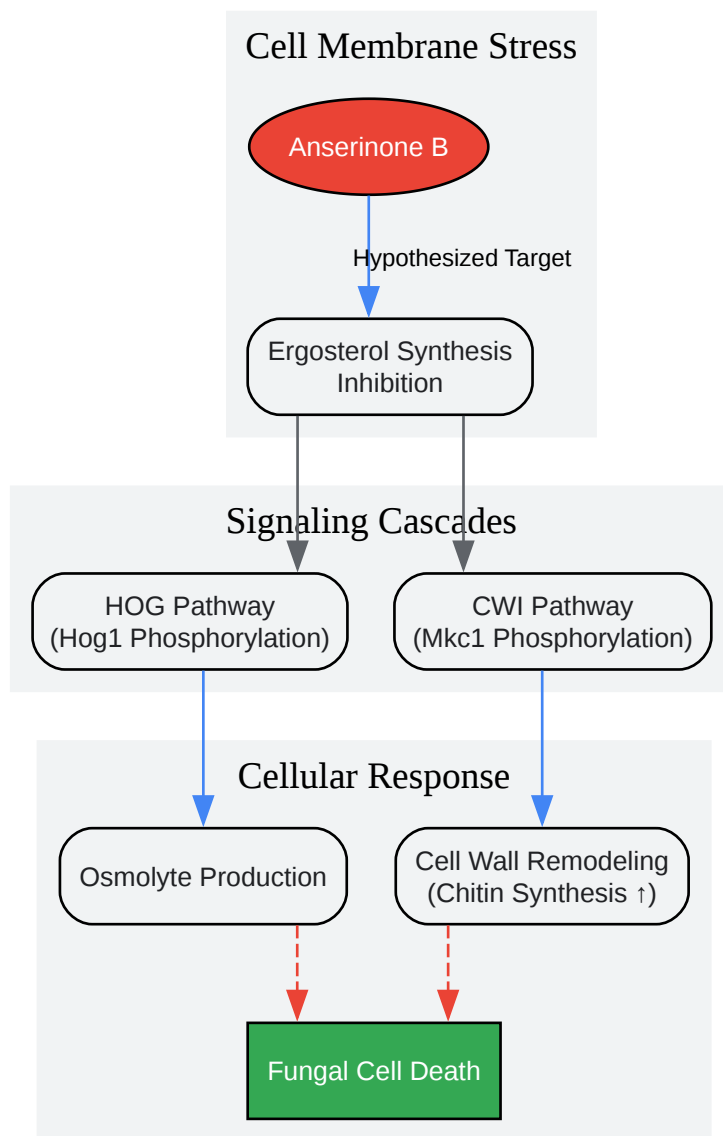 Cell Membrane Stress
Anserinone B
Hypothesized Target
Ergosterol Synthesis
Inhibition
Signaling Cascades
HOG Pathway
(Hog1 Phosphorylation)
CWI Pathway
(Mkc1 Phosphorylation)
Cellular Response
Osmolyte Production
Cell Wall Remodeling
(Chitin Synthesis ↑)
Fungal Cell Death